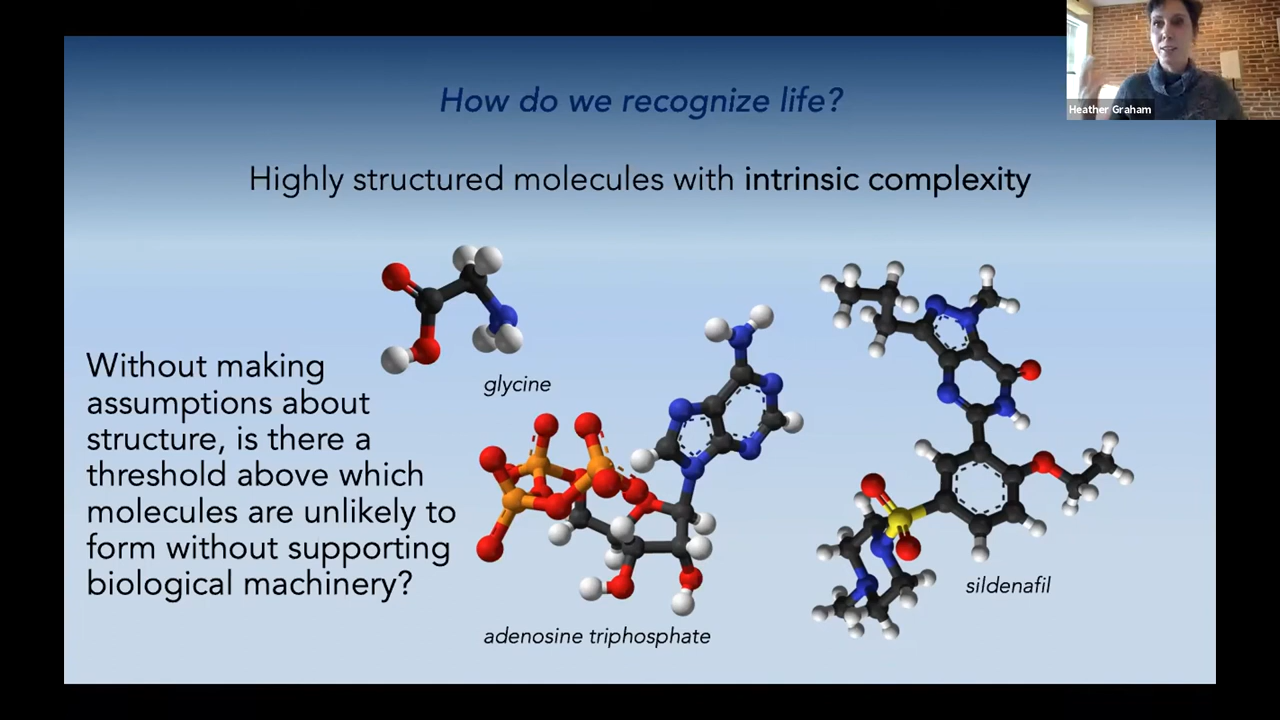 Heather Graham
How do we recognize life?
Highly structured molecules with intrinsic complexity
glycine
Without making
assumptions about
structure, is there a
threshold above which
molecules are unlikely to
form without supporting
biological machinery?
sildenafil
adenosine triphosphate